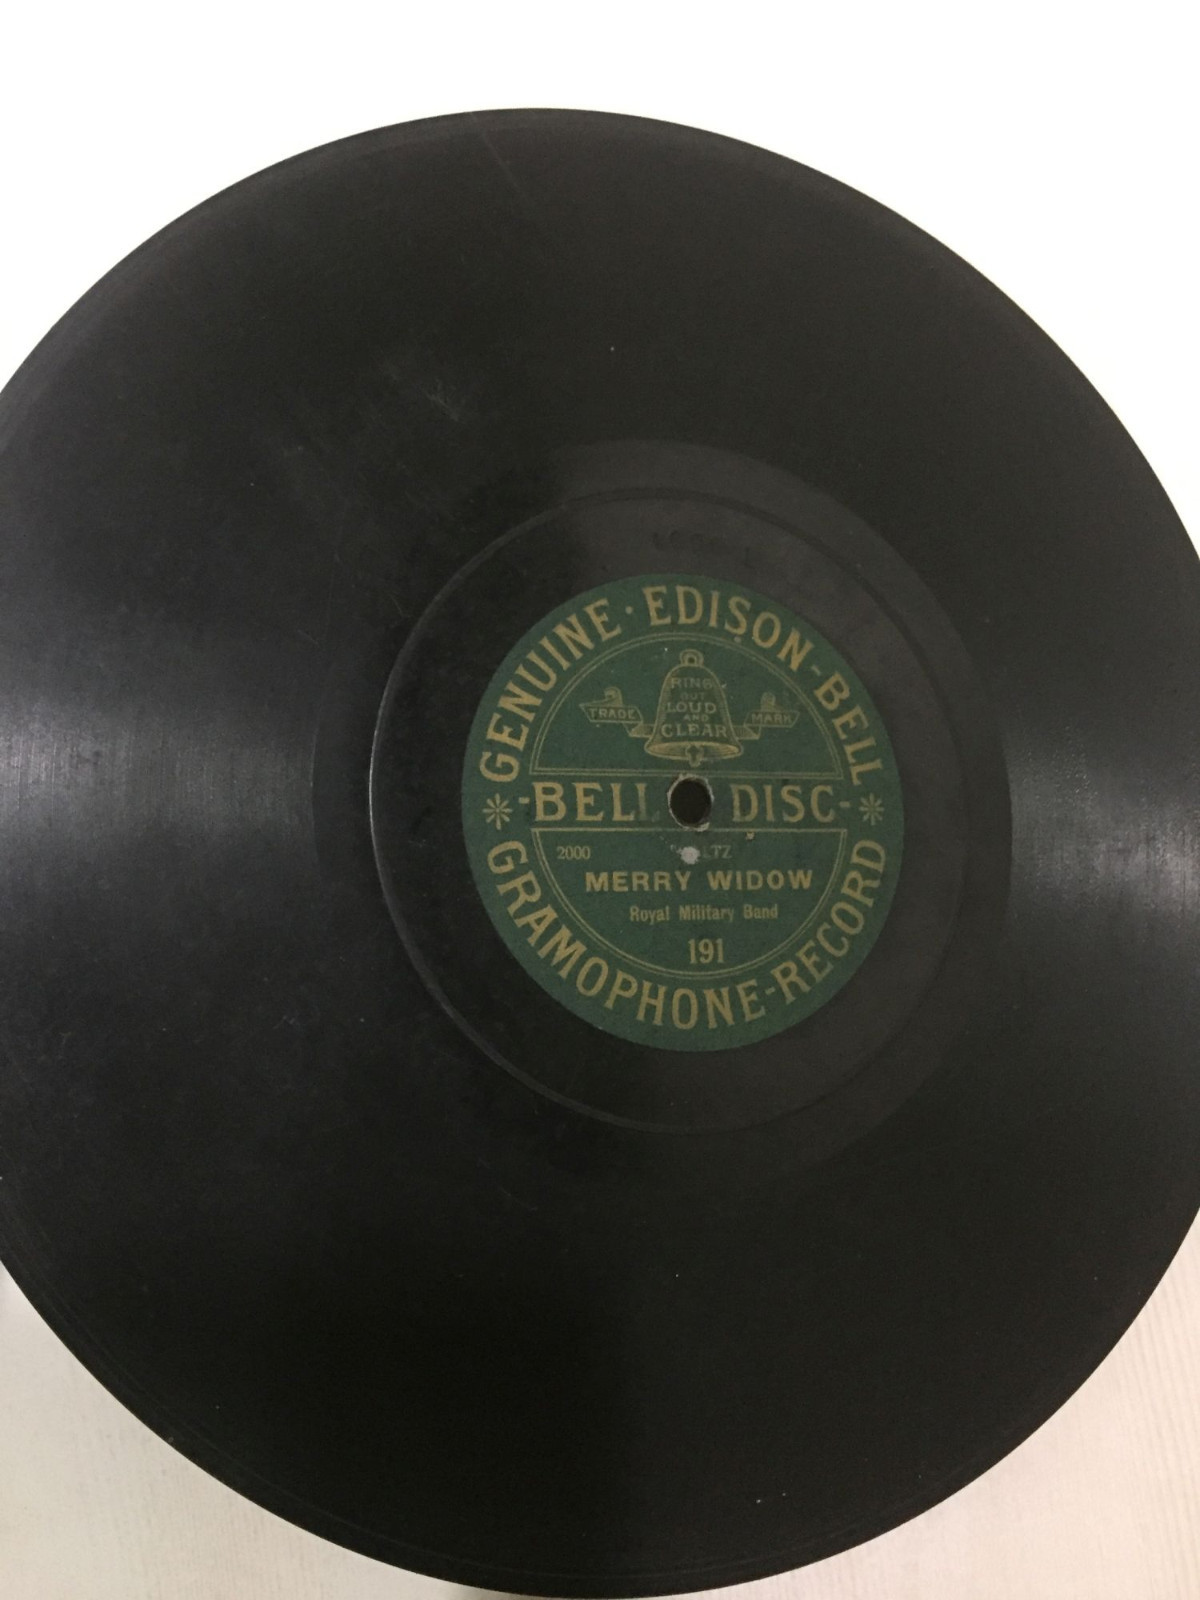 GENUINE · EDISON-BELL
RING
OUT
LOUD
AND
CLEAR
TRADE MARK
-BELL DISC-
2000
MERRY WIDOW
Royal Military Band
191
GRAMOPHONE-RECORD